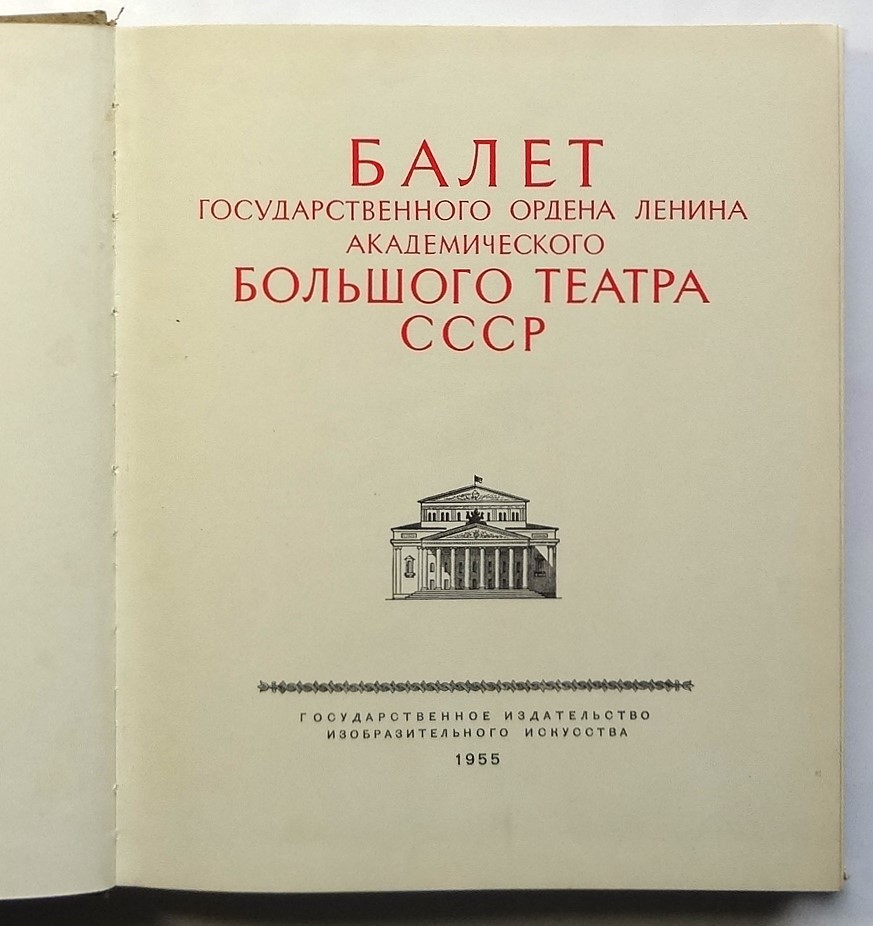 БАЛЕТ
ГОСУДАРСТВЕННОГО ОРДЕНА ЛЕНИНА
АКАДЕМИЧЕСКОГО
БОЛЬШОГО ТЕАТРА
СССР
ГОСУДАРСТВЕННОЕ ИЗДАТЕЛЬСТВО
ИЗОБРАЗИТЕЛЬНОГО ИСКУССТВА
1955